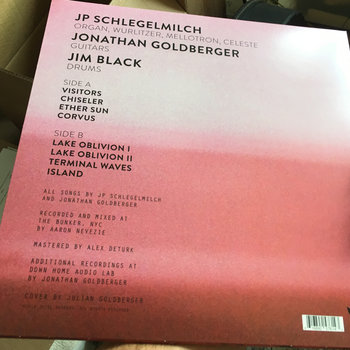 JP SCHLEGELMILCH
ORGAN, WURLITZER, MELLOTRON, CELESTE
JONATHAN GOLDBERGER
GUITARS
JIM BLACK
DRUMS
SIDE A
VISITORS
CHISELER
ETHER SUN
CORVUS
SIDE B
LAKE OBLIVION I
LAKE OBLIVION II
TERMINAL WAVES
ISLAND
ALL SONGS BY JP SCHLEGELMILCH
AND JONATHAN GOLDBERGER
RECORDED AND MIXED AT
THE BUNKER, NYC
BY AARON NEVEZIE
MASTERED BY ALEX DETURK
ADDITIONAL RECORDINGS AT
DOWN HOME AUDIO LAB
BY JONATHAN GOLDBERGER
COVER BY JULIAN GOLDBERGER